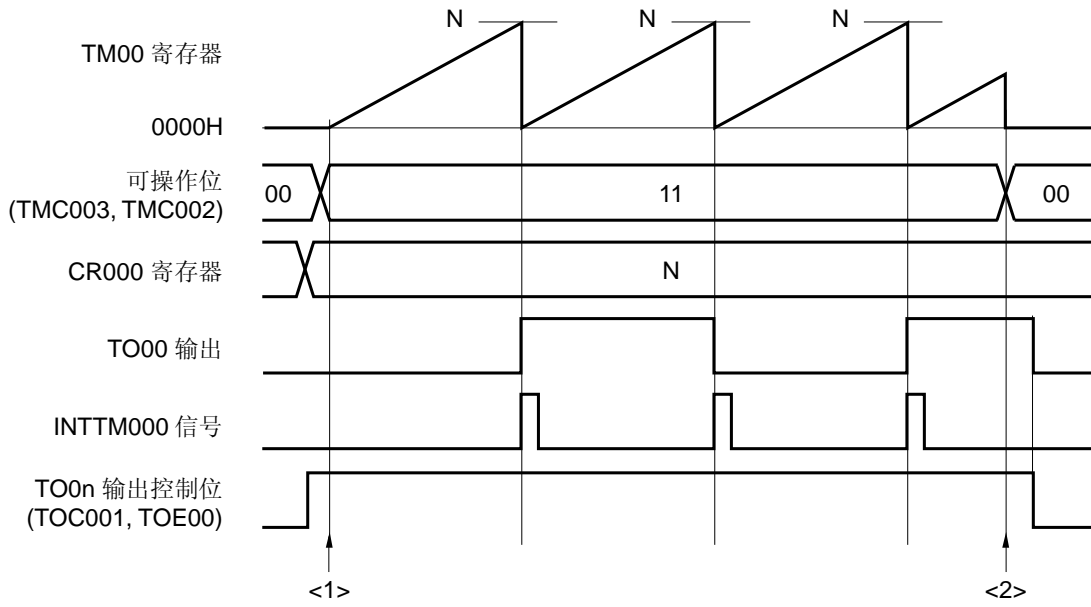 N
N
N
TM00 寄存器
0000H
可操作位
(TMC003, TMC002)
00
11
00
CR000 寄存器
N
TO00 输出
INTTM000 信号
TO0n 输出控制位
(TOC001, TOE00)
<1>
<2>